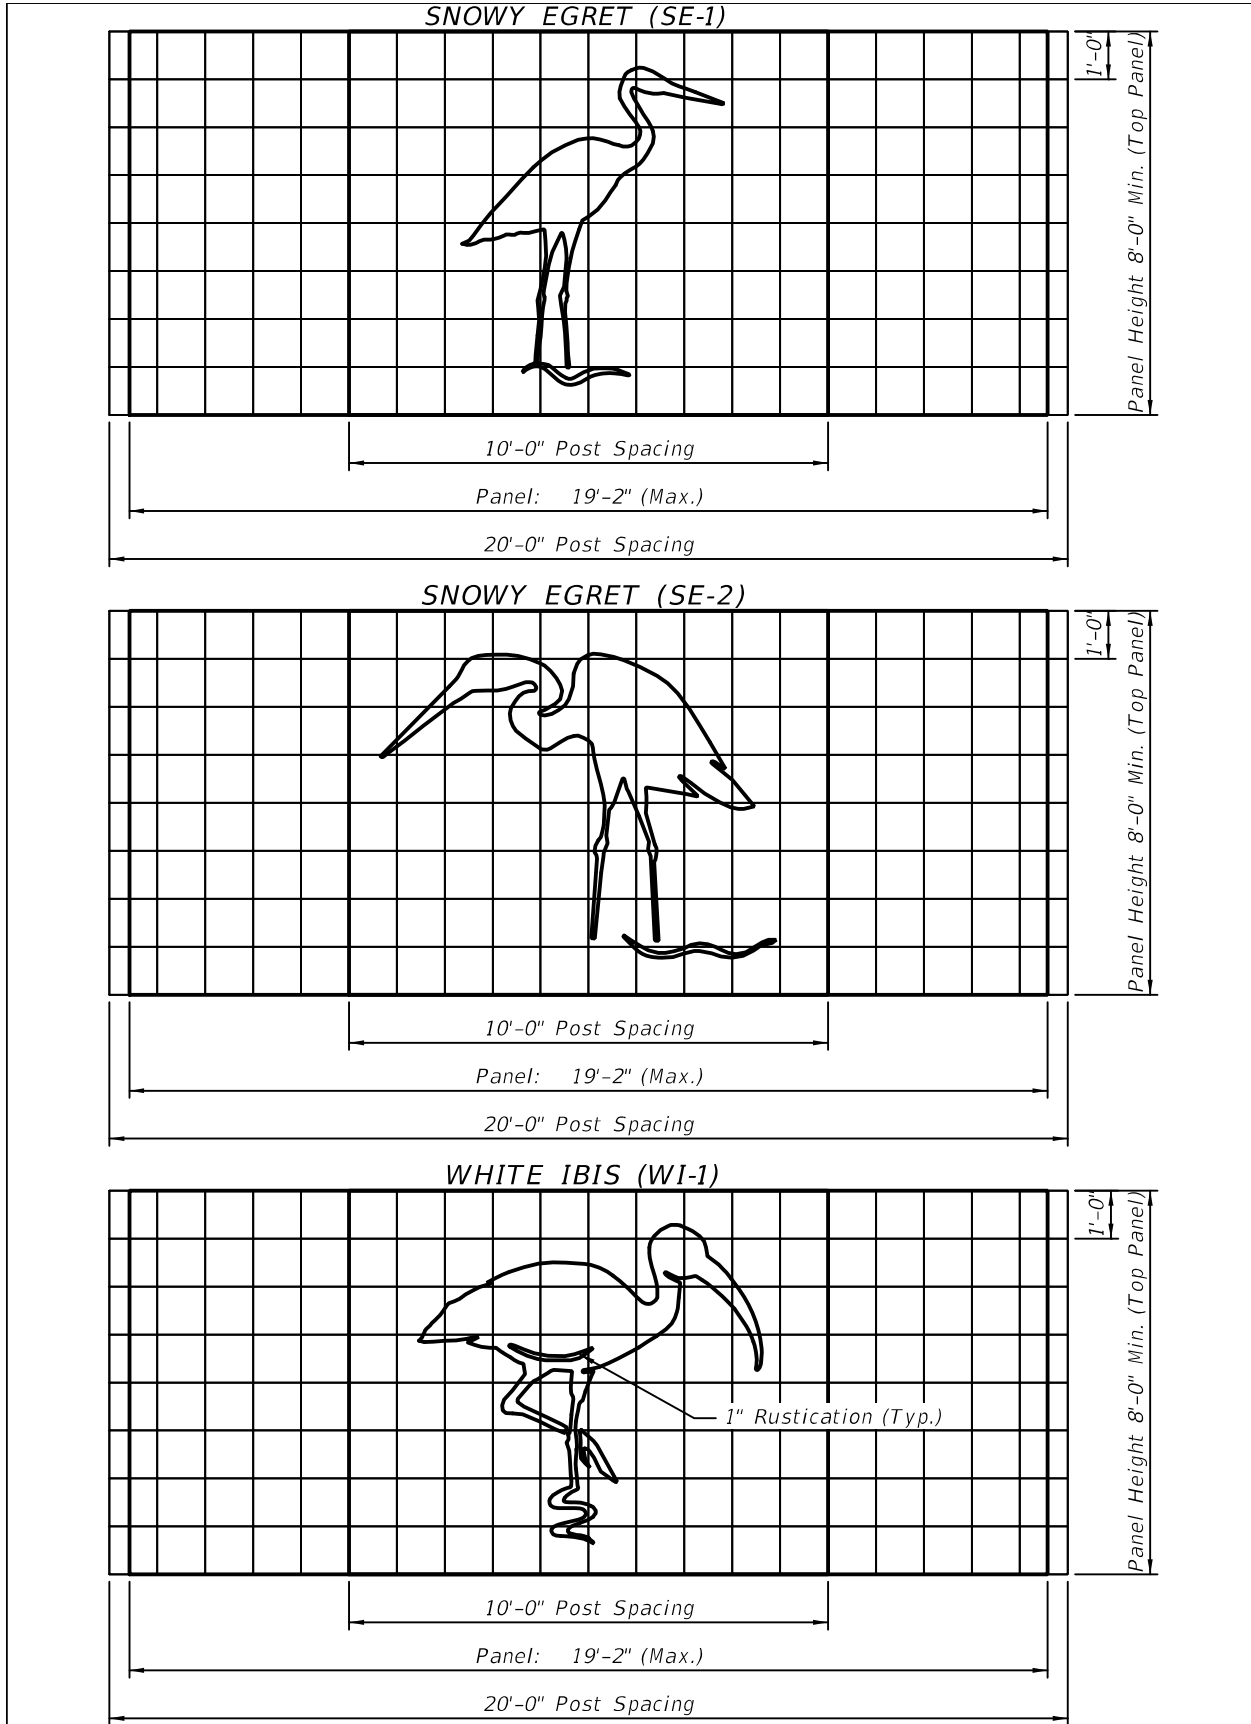 SNOWY EGRET (SE-1)
1'-0"
Panel Height 8'-0" Min. (Top Panel)
10'-0" Post Spacing
Panel: 19'-2" (Max.)
20'-0" Post Spacing
SNOWY EGRET (SE-2)
1'-0"
Panel Height 8'-0" Min. (Top Panel)
10'-0" Post Spacing
Panel: 19'-2" (Max.)
20'-0" Post Spacing
WHITE IBIS (WI-1)
1'-0"
Panel Height 8'-0" Min. (Top Panel)
1" Rustication (Typ.)
10'-0" Post Spacing
Panel: 19'-2" (Max.)
20'-0" Post Spacing